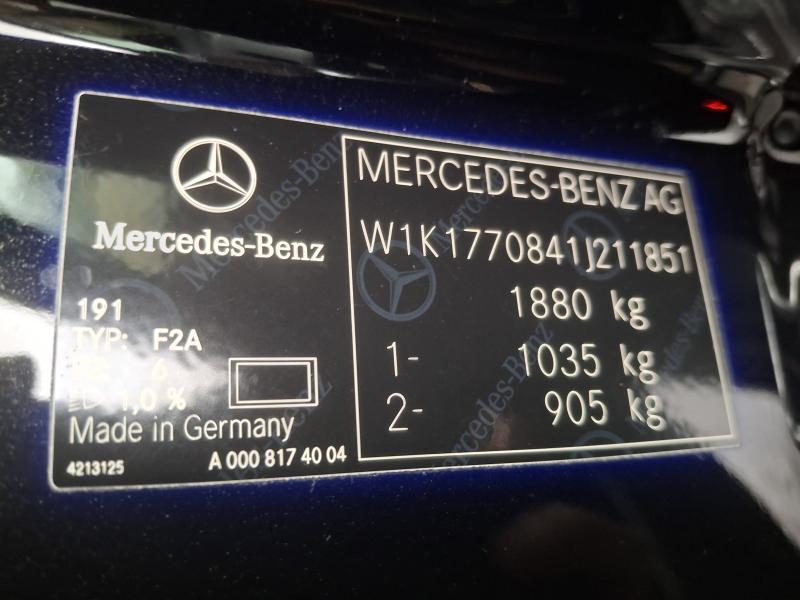 Mercedes-Benz
191
TYP: F2A
6
1,0 %
Made in Germany
4213125
A 000 817 40 04
MERCEDES-BENZ AG
W1K1770841J211851
1880 kg
1- 1035 kg
2- 905 kg